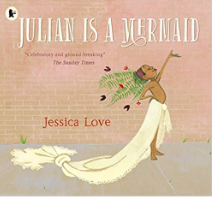 JULIAN IS A MERMAID
"Celebratory and ground breaking"
The Sunday Times
Jessica Love